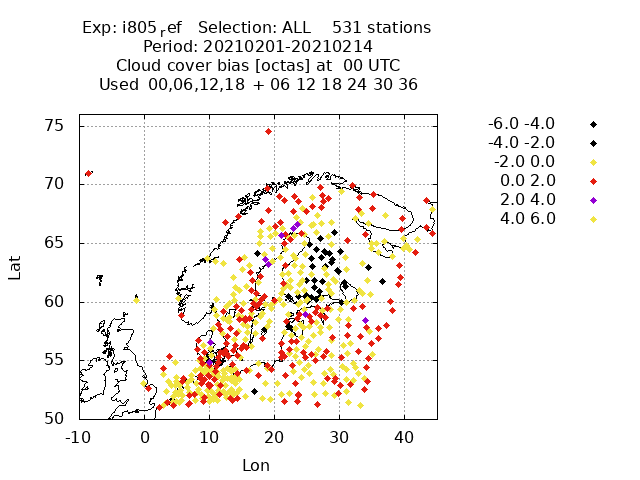 Exp: i805ref Selection: ALL 531 stations
Period: 20210201-20210214
Cloud cover bias [octas] at 00 UTC
Used 00,06,12,18 + 06 12 18 24 30 36
-6.0 -4.0
-4.0 -2.0
-2.0 0.0
0.0 2.0
2.0 4.0
4.0 6.0
75
70
65
60
55
50
Lat
-10 0 10 20 30 40
Lon